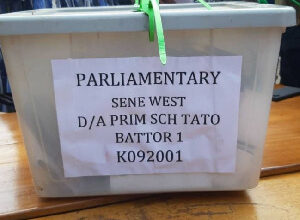 PARLIAMENTARY
SENE WEST
D/A PRIM SCH TATO
BATTOR 1
K092001